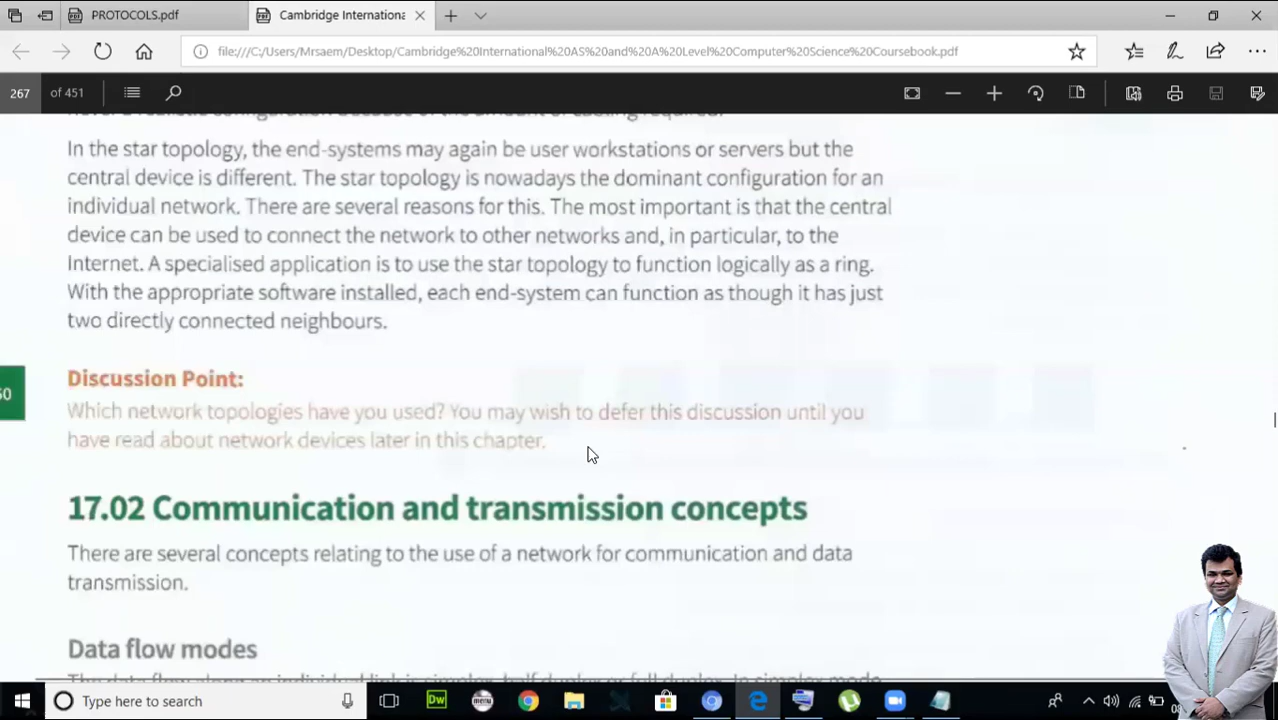 PROTOCOLS.pdf
Cambridge Internationa
file:///C:/Users/Mrsaem/Desktop/Cambridge%20International%20AS%20and%20A%20Level%20Computer%20Science%20Coursebook.pdf
267 of 451
In the star topology, the end-systems may again be user workstations or servers but the
central device is different. The star topology is nowadays the dominant configuration for an
individual network. There are several reasons for this. The most important is that the central
device can be used to connect the network to other networks and, in particular, to the
Internet. A specialised application is to use the star topology to function logically as a ring.
With the appropriate software installed, each end-system can function as though it has just
two directly connected neighbours.
Discussion Point:
Which network topologies have you used? You may wish to defer this discussion until you
have read about network devices later in this chapter.
17.02 Communication and transmission concepts
There are several concepts relating to the use of a network for communication and data
transmission.
Data flow modes
Type here to search
Dw
menu